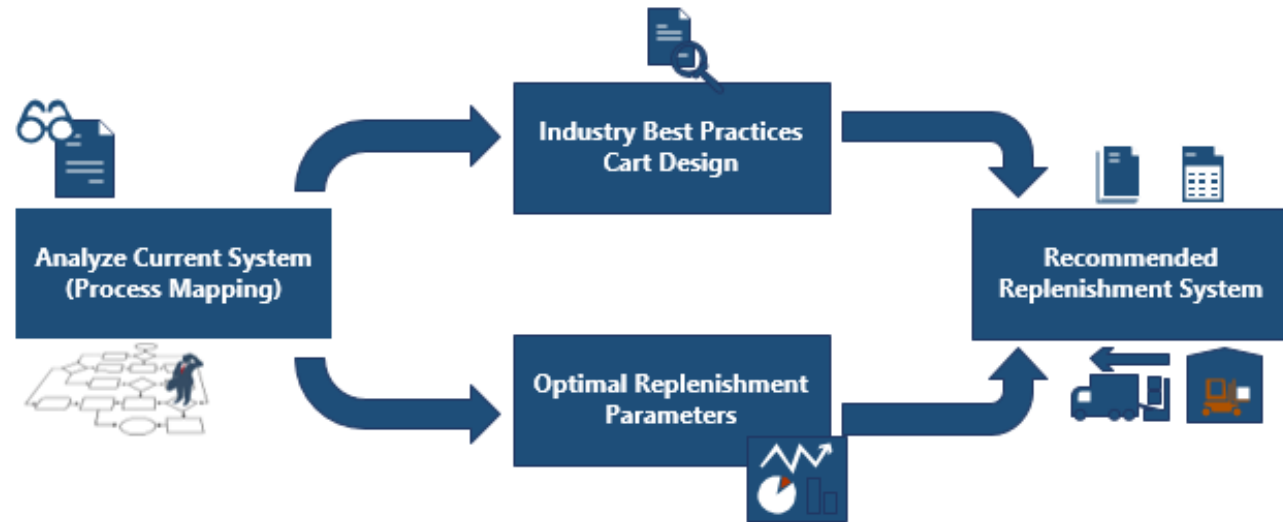 Industry Best Practices
Cart Design
Analyze Current System
(Process Mapping)
Recommended
Replenishment System
Optimal Replenishment
Parameters